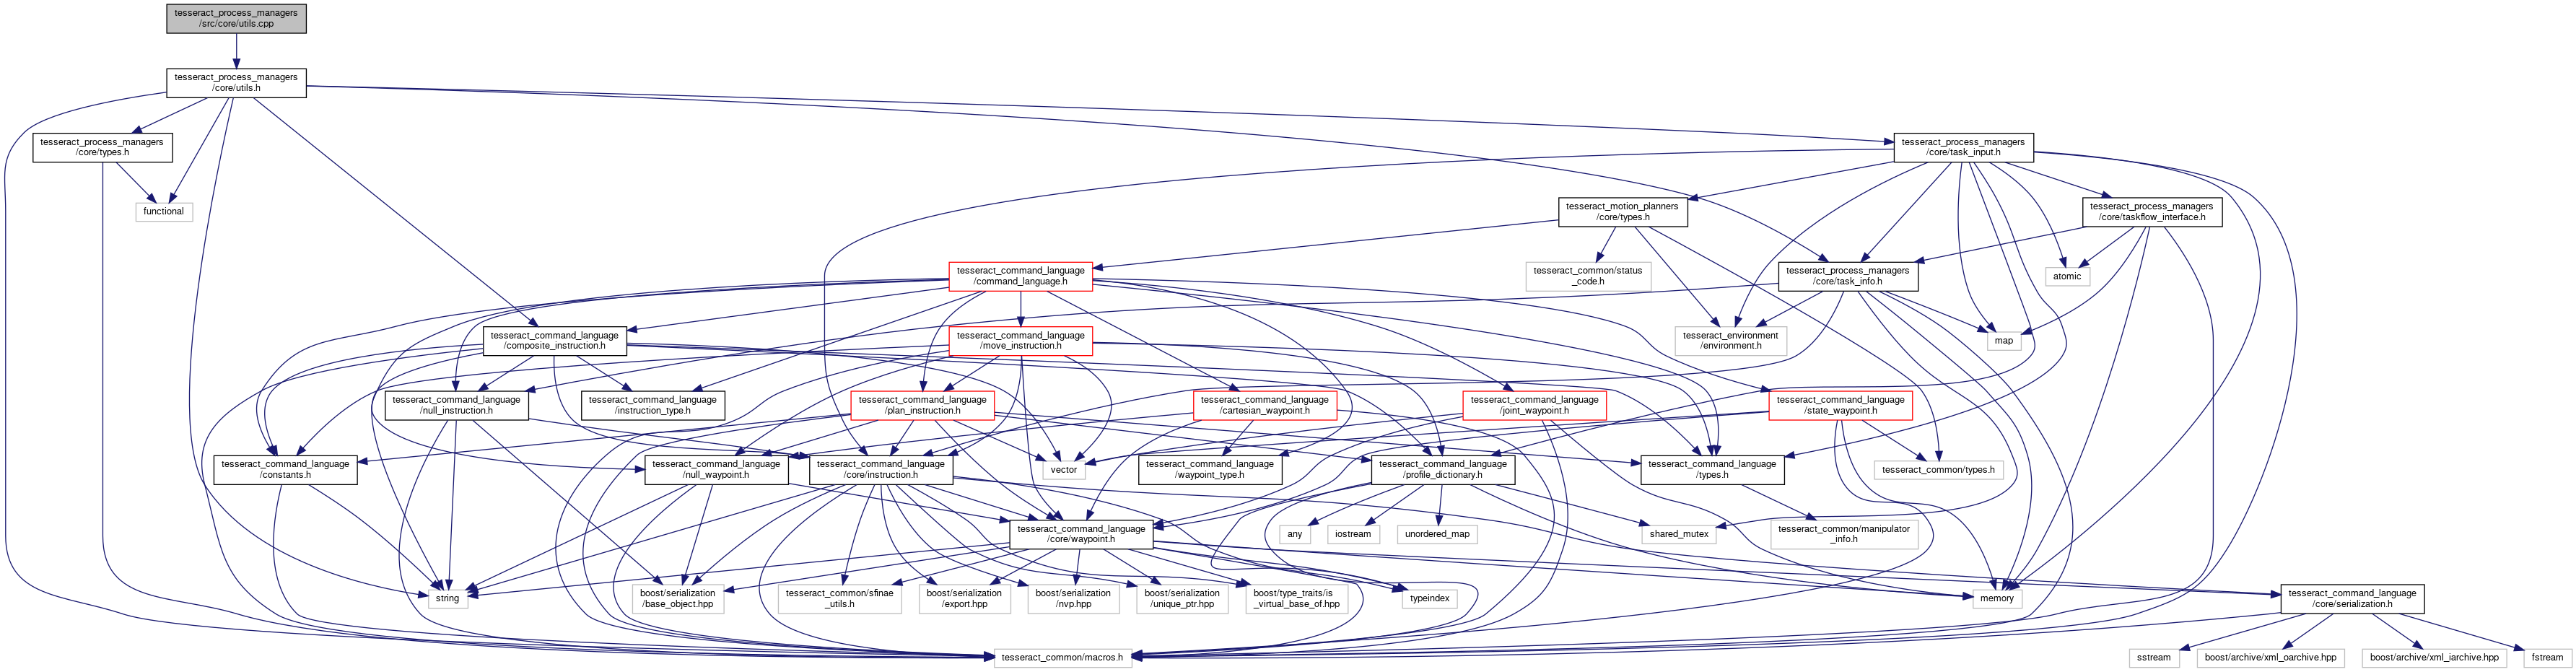 tesseract_process_managers
/src/core/utils.cpp
tesseract_process_managers
/core/utils.h
tesseract_process_managers
/core/types.h
tesseract_process_managers
/core/task_input.h
functional
tesseract_motion_planners
/core/types.h
tesseract_process_managers
/core/taskflow_interface.h
tesseract_command_language
/command_language.h
tesseract_common/status
_code.h
tesseract_process_managers
/core/task_info.h
atomic
tesseract_command_language
/composite_instruction.h
tesseract_command_language
/move_instruction.h
tesseract_environment
/environment.h
map
tesseract_command_language
/null_instruction.h
tesseract_command_language
/instruction_type.h
tesseract_command_language
/plan_instruction.h
tesseract_command_language
/cartesian_waypoint.h
tesseract_command_language
/joint_waypoint.h
tesseract_command_language
/state_waypoint.h
tesseract_command_language
/constants.h
tesseract_command_language
/null_waypoint.h
tesseract_command_language
/core/instruction.h
vector
tesseract_command_language
/waypoint_type.h
tesseract_command_language
/profile_dictionary.h
tesseract_command_language
/types.h
tesseract_common/types.h
tesseract_command_language
/core/waypoint.h
any
iostream
unordered_map
shared_mutex
tesseract_common/manipulator
_info.h
string
boost/serialization
/base_object.hpp
tesseract_common/sfinae
_utils.h
boost/serialization
/export.hpp
boost/serialization
/nvp.hpp
boost/serialization
/unique_ptr.hpp
boost/type_traits/is
_virtual_base_of.hpp
typeindex
memory
tesseract_command_language
/core/serialization.h
tesseract_common/macros.h
sstream
boost/archive/xml_oarchive.hpp
boost/archive/xml_iarchive.hpp
fstream